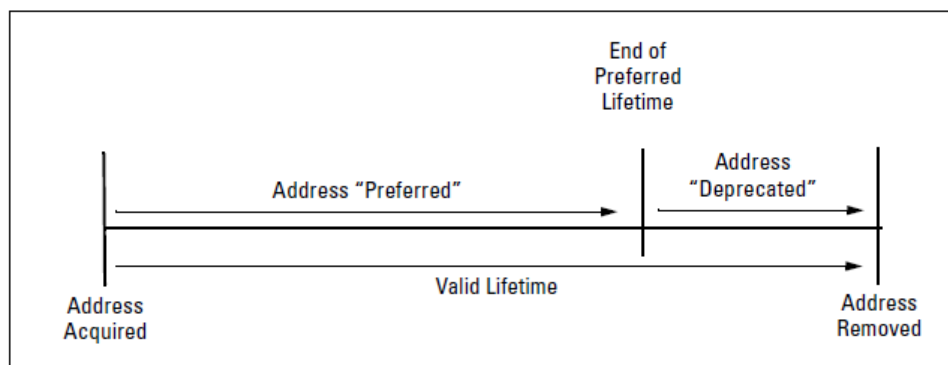 End of
Preferred
Lifetime
Address “Preferred”
Address
“Deprecated”
Valid Lifetime
Address
Acquired
Address
Removed